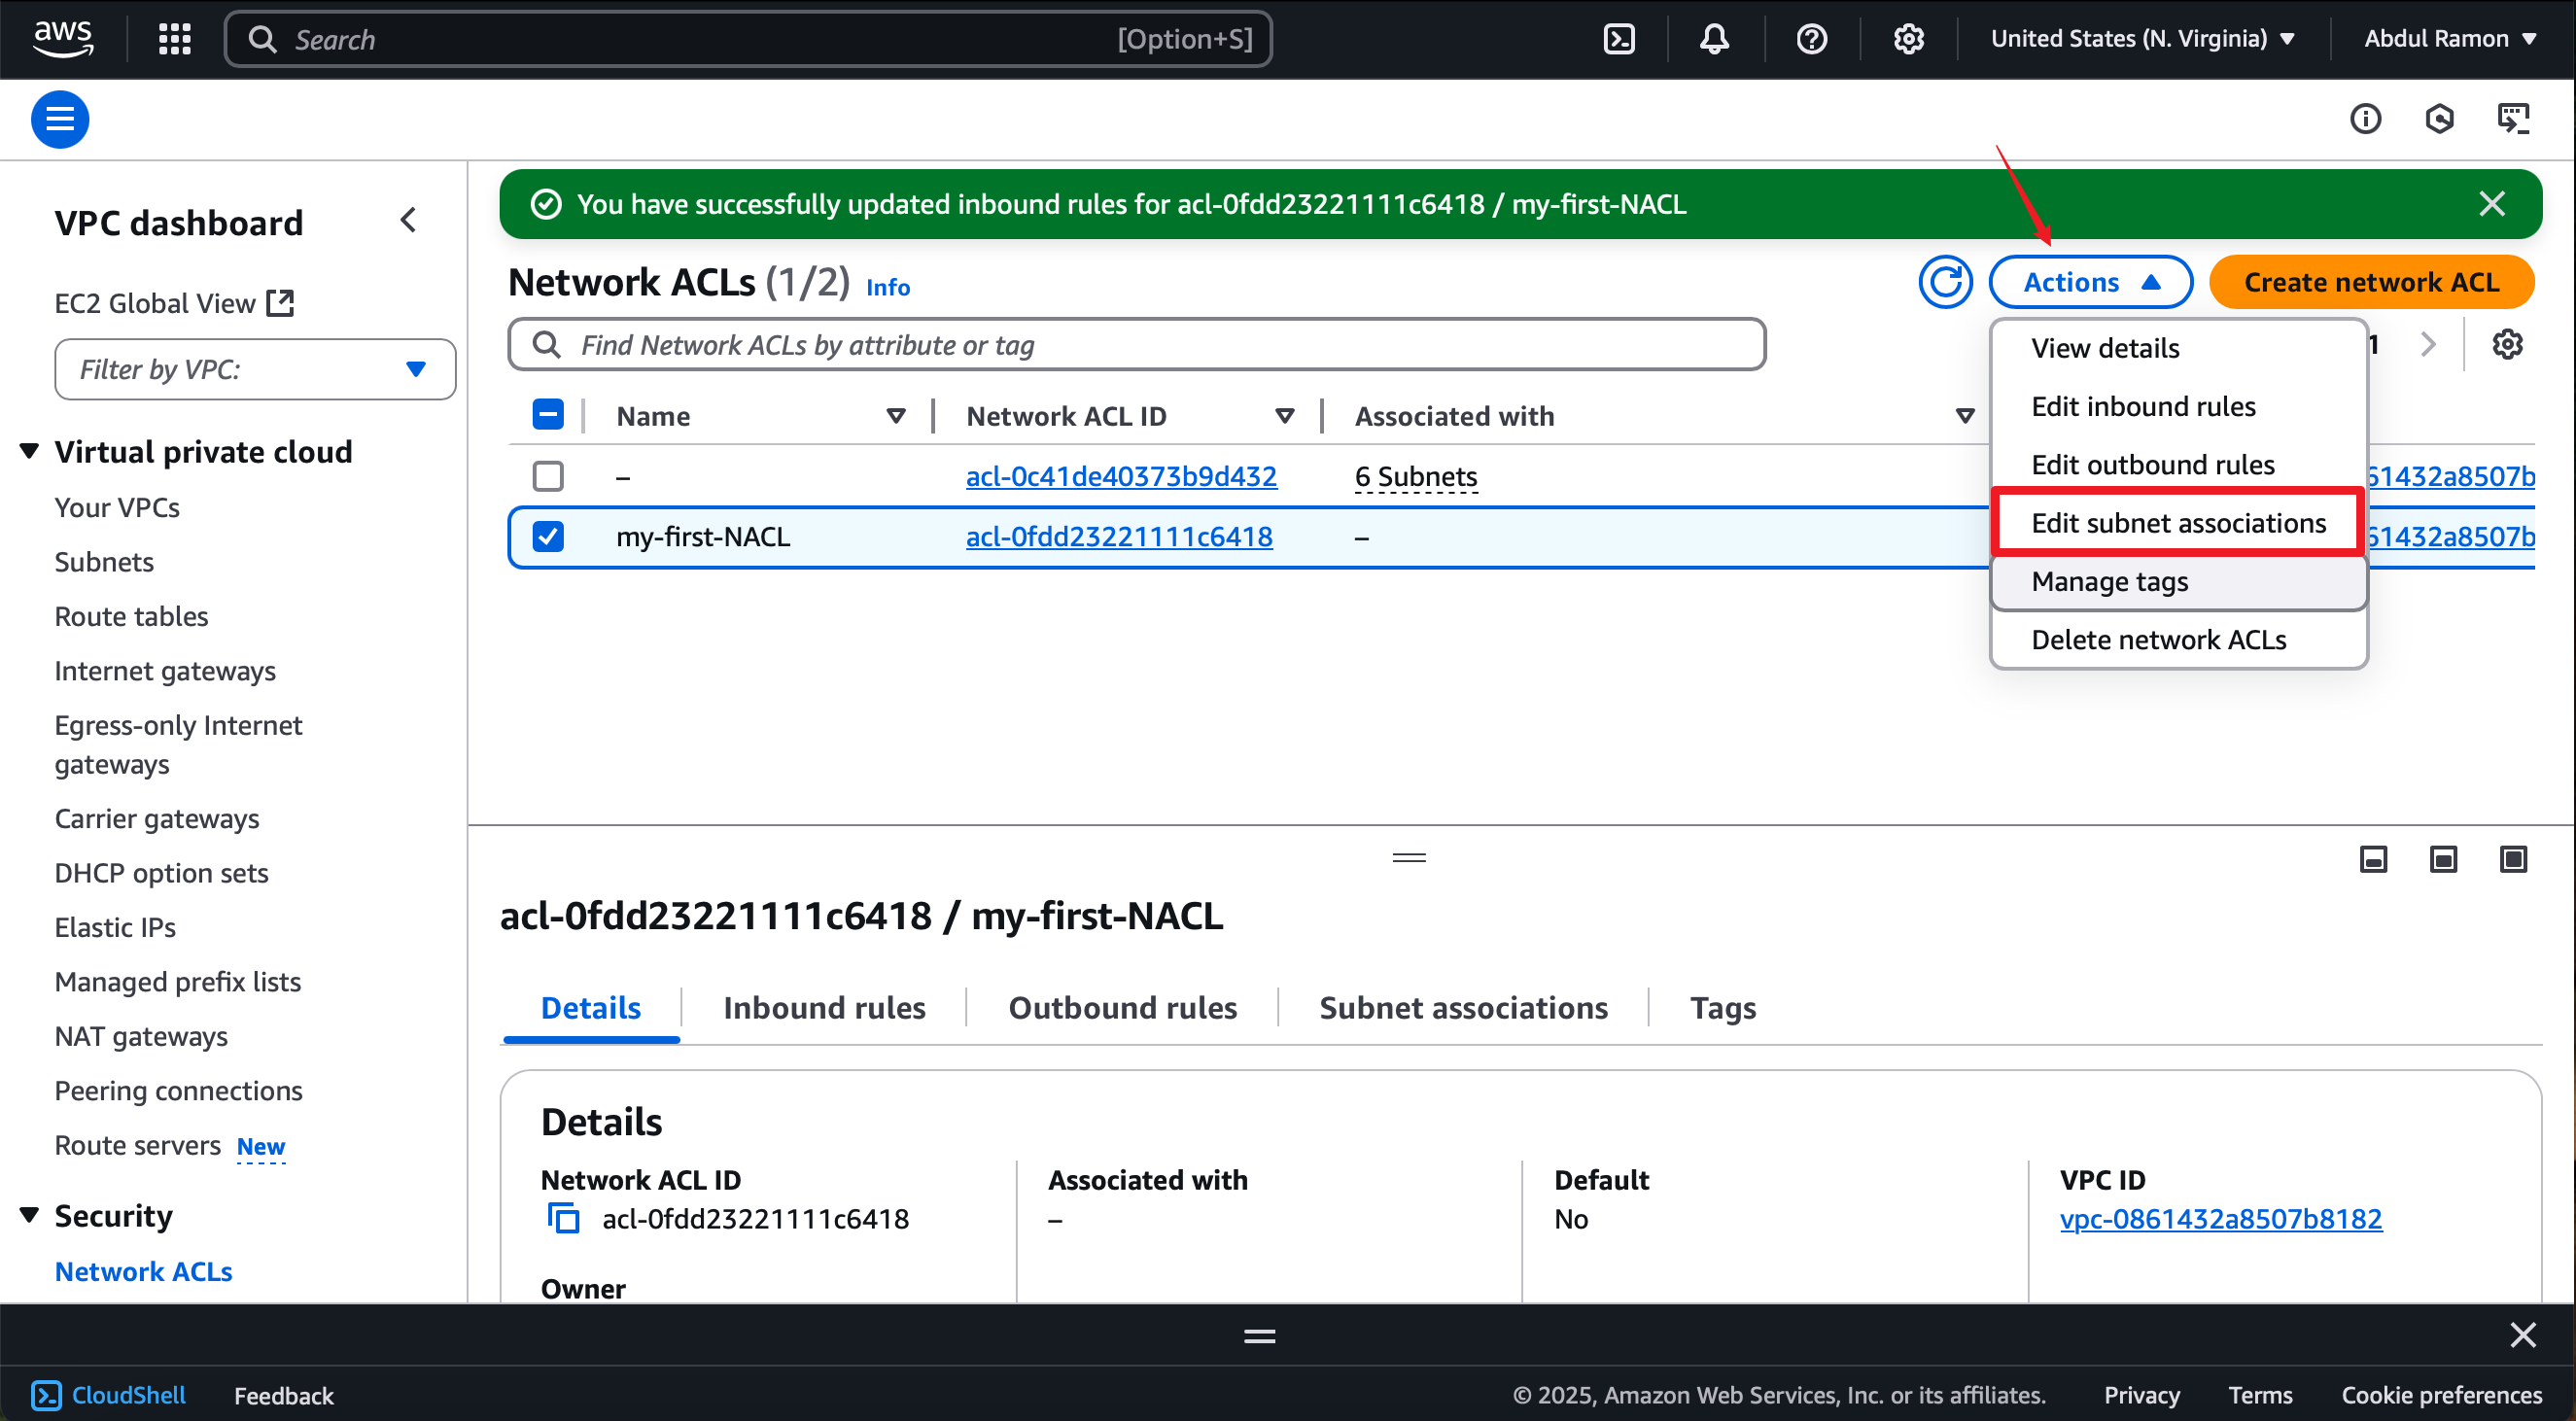 aws
Search
[Option+S]
United States (N. Virginia)
Abdul Ramon
VPC dashboard
EC2 Global View
Filter by VPC:
Virtual private cloud
Your VPCs
Subnets
Route tables
Internet gateways
Egress-only Internet
gateways
Carrier gateways
DHCP option sets
Elastic IPs
Managed prefix lists
NAT gateways
Peering connections
Route servers New
Security
Network ACLs
You have successfully updated inbound rules for acl-0fdd23221111c6418 / my-first-NACL
Network ACLs (1/2) Info
Actions
Create network ACL
Find Network ACLs by attribute or tag
1
View details
Edit inbound rules
Edit outbound rules
Edit subnet associations
Manage tags
Delete network ACLs
Name Network ACL ID Associated with
– acl-0c41de40373b9d432 6 Subnets 61432a8507b
my-first-NACL acl-0fdd23221111c6418 – 61432a8507b
acl-0fdd23221111c6418 / my-first-NACL
Details Inbound rules Outbound rules Subnet associations Tags
Details
Network ACL ID
acl-0fdd23221111c6418
Associated with
–
Default
No
VPC ID
vpc-0861432a8507b8182
Owner
CloudShell Feedback
© 2025, Amazon Web Services, Inc. or its affiliates. Privacy Terms Cookie preferences